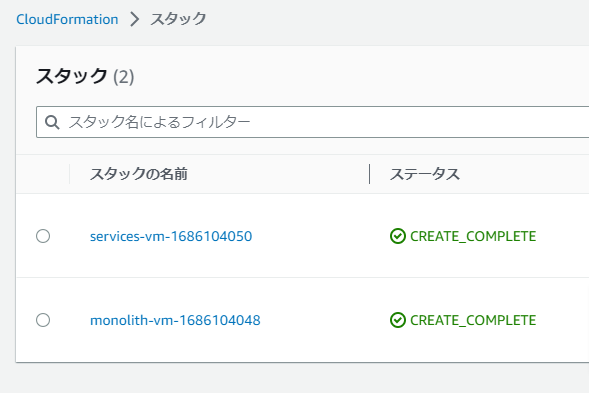 CloudFormation > スタック
スタック (2)
スタック名によるフィルター
スタックの名前 ステータス
services-vm-1686104050 CREATE_COMPLETE
monolith-vm-1686104048 CREATE_COMPLETE